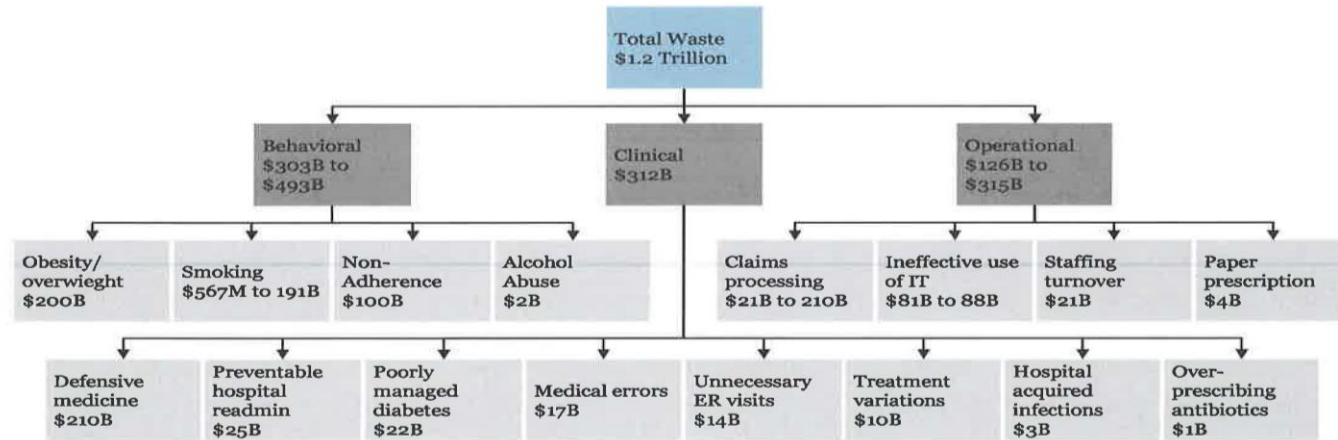 Total Waste
$1.2 Trillion
Behavioral
$303B to
$493B
Clinical
$312B
Operational
$126B to
$315B
Obesity/
overwieght
$200B
Smoking
$567M to 191B
Non-
Adherence
$100B
Alcohol
Abuse
$2B
Claims
processing
$21B to 210B
Ineffective use
of IT
$81B to 88B
Staffing
turnover
$21B
Paper
prescription
$4B
Defensive
medicine
$210B
Preventable
hospital
readmin
$25B
Poorly
managed
diabetes
$22B
Medical errors
$17B
Unnecessary
ER visits
$14B
Treatment
variations
$10B
Hospital
acquired
infections
$3B
Over-
prescribing
antibiotics
$1B